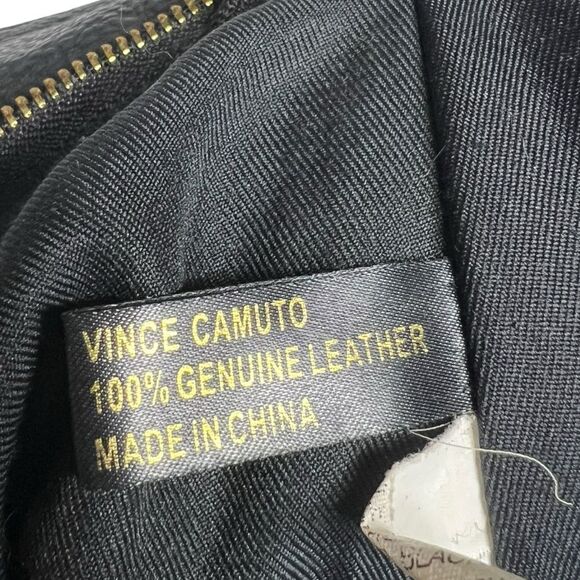 VINCE CAMUTO
100% GENUINE LEATHER
MADE IN CHINA